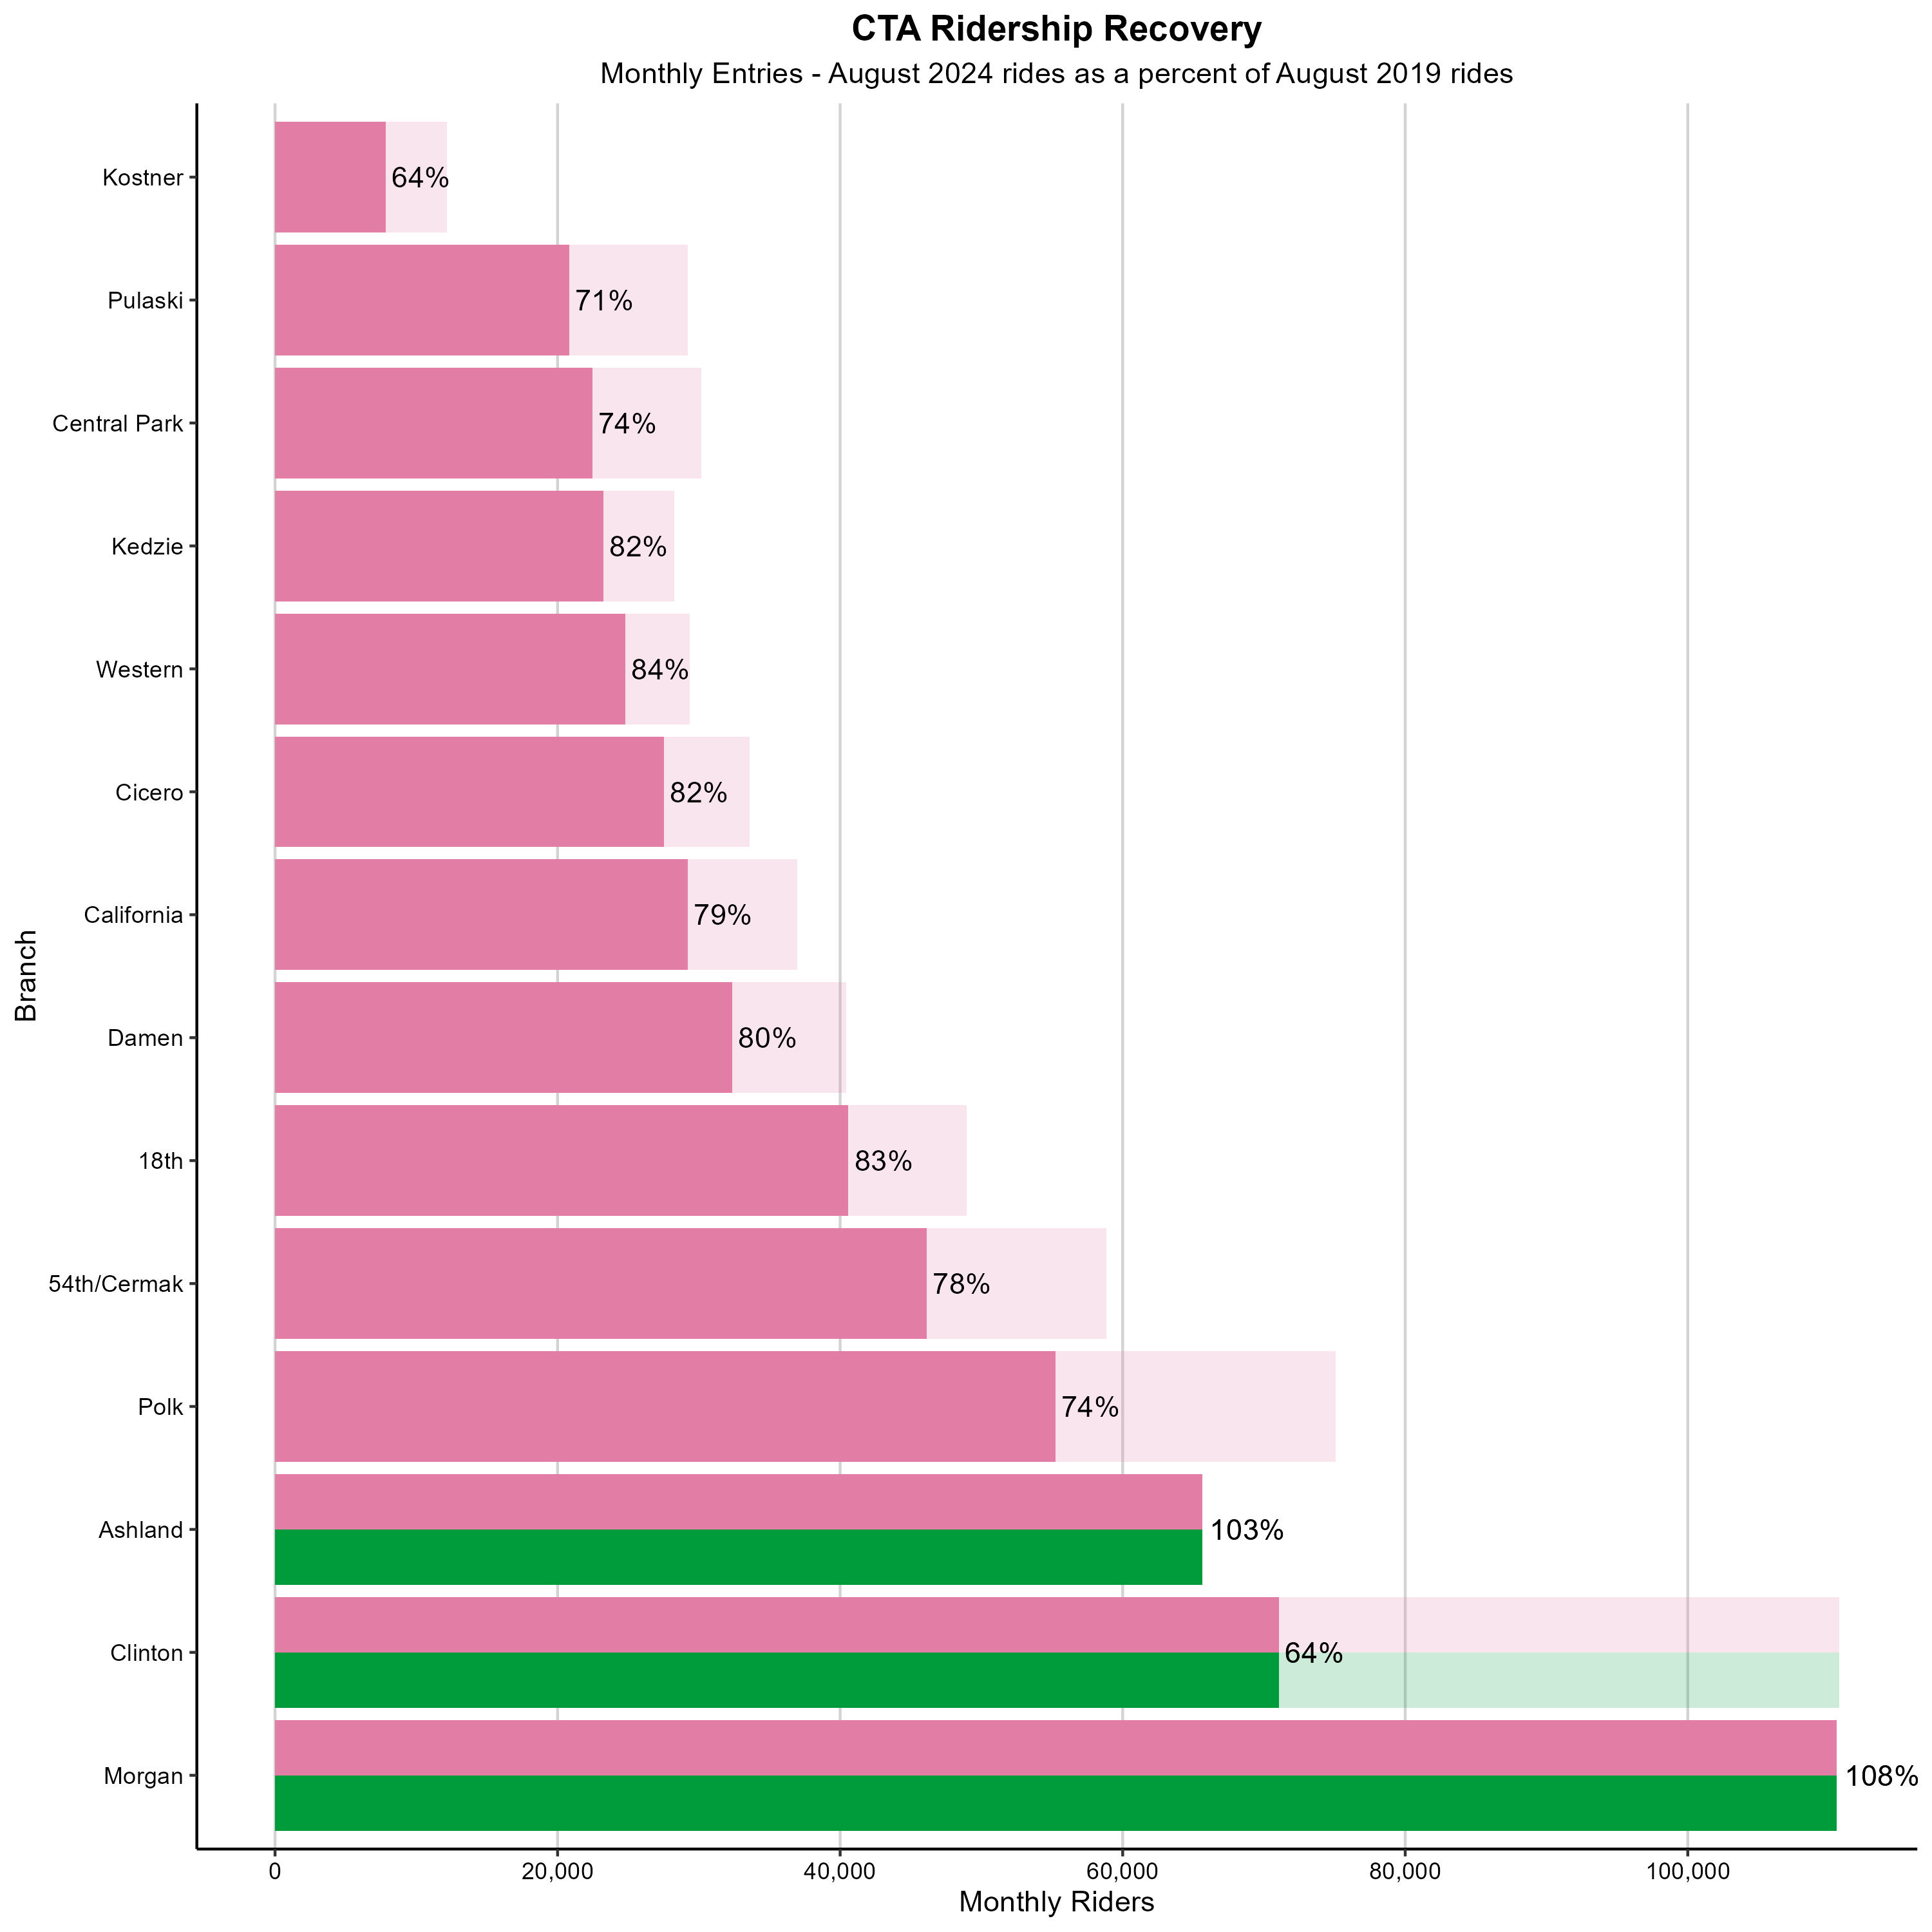 CTA Ridership Recovery
Monthly Entries - August 2024 rides as a percent of August 2019 rides
Kostner
64%
Pulaski
71%
Central Park
74%
Kedzie
82%
Western
84%
Cicero
82%
California
79%
Branch
Damen
80%
18th
83%
54th/Cermak
78%
Polk
74%
Ashland
103%
Clinton
64%
Morgan
108%
0 20,000 40,000 60,000 80,000 100,000
Monthly Riders